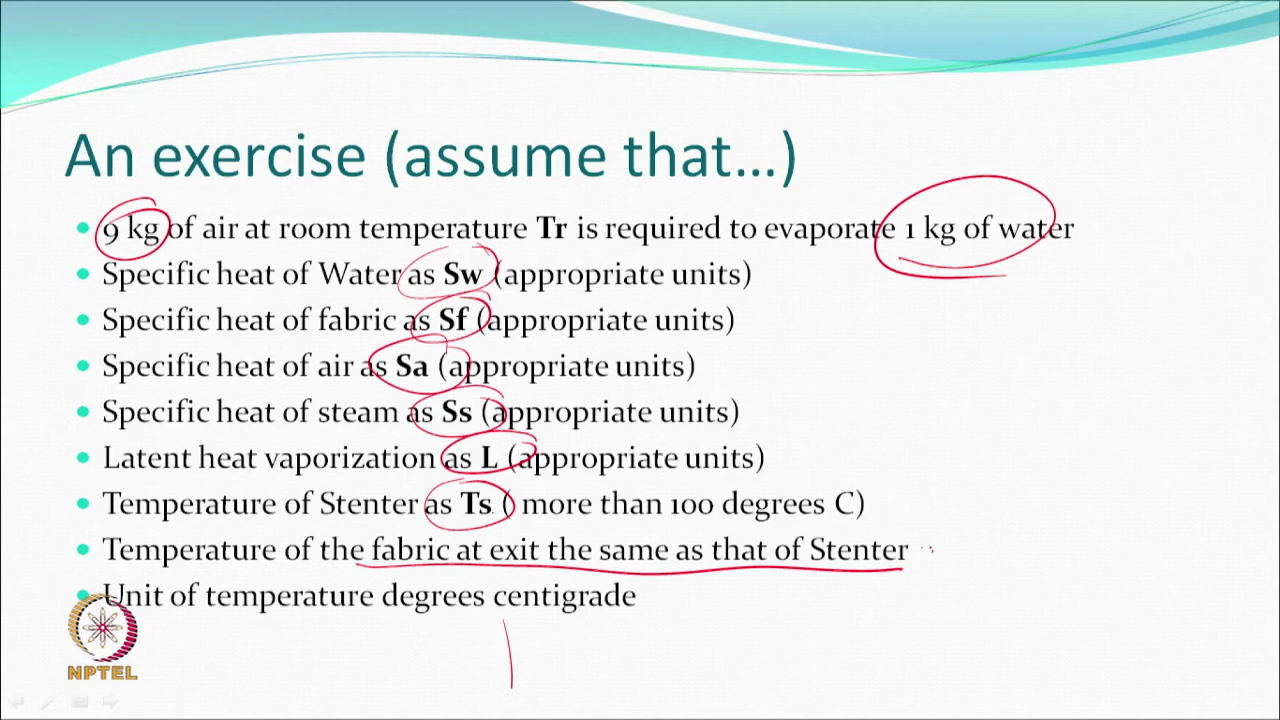 An exercise (assume that...)
9 kg of air at room temperature Tr is required to evaporate 1 kg of water
Specific heat of Water as Sw (appropriate units)
Specific heat of fabric as Sf (appropriate units)
Specific heat of air as Sa (appropriate units)
Specific heat of steam as Ss (appropriate units)
Latent heat vaporization as L (appropriate units)
Temperature of Stenter as Ts ( more than 100 degrees C)
Temperature of the fabric at exit the same as that of Stenter
Unit of temperature degrees centigrade
NPTEL